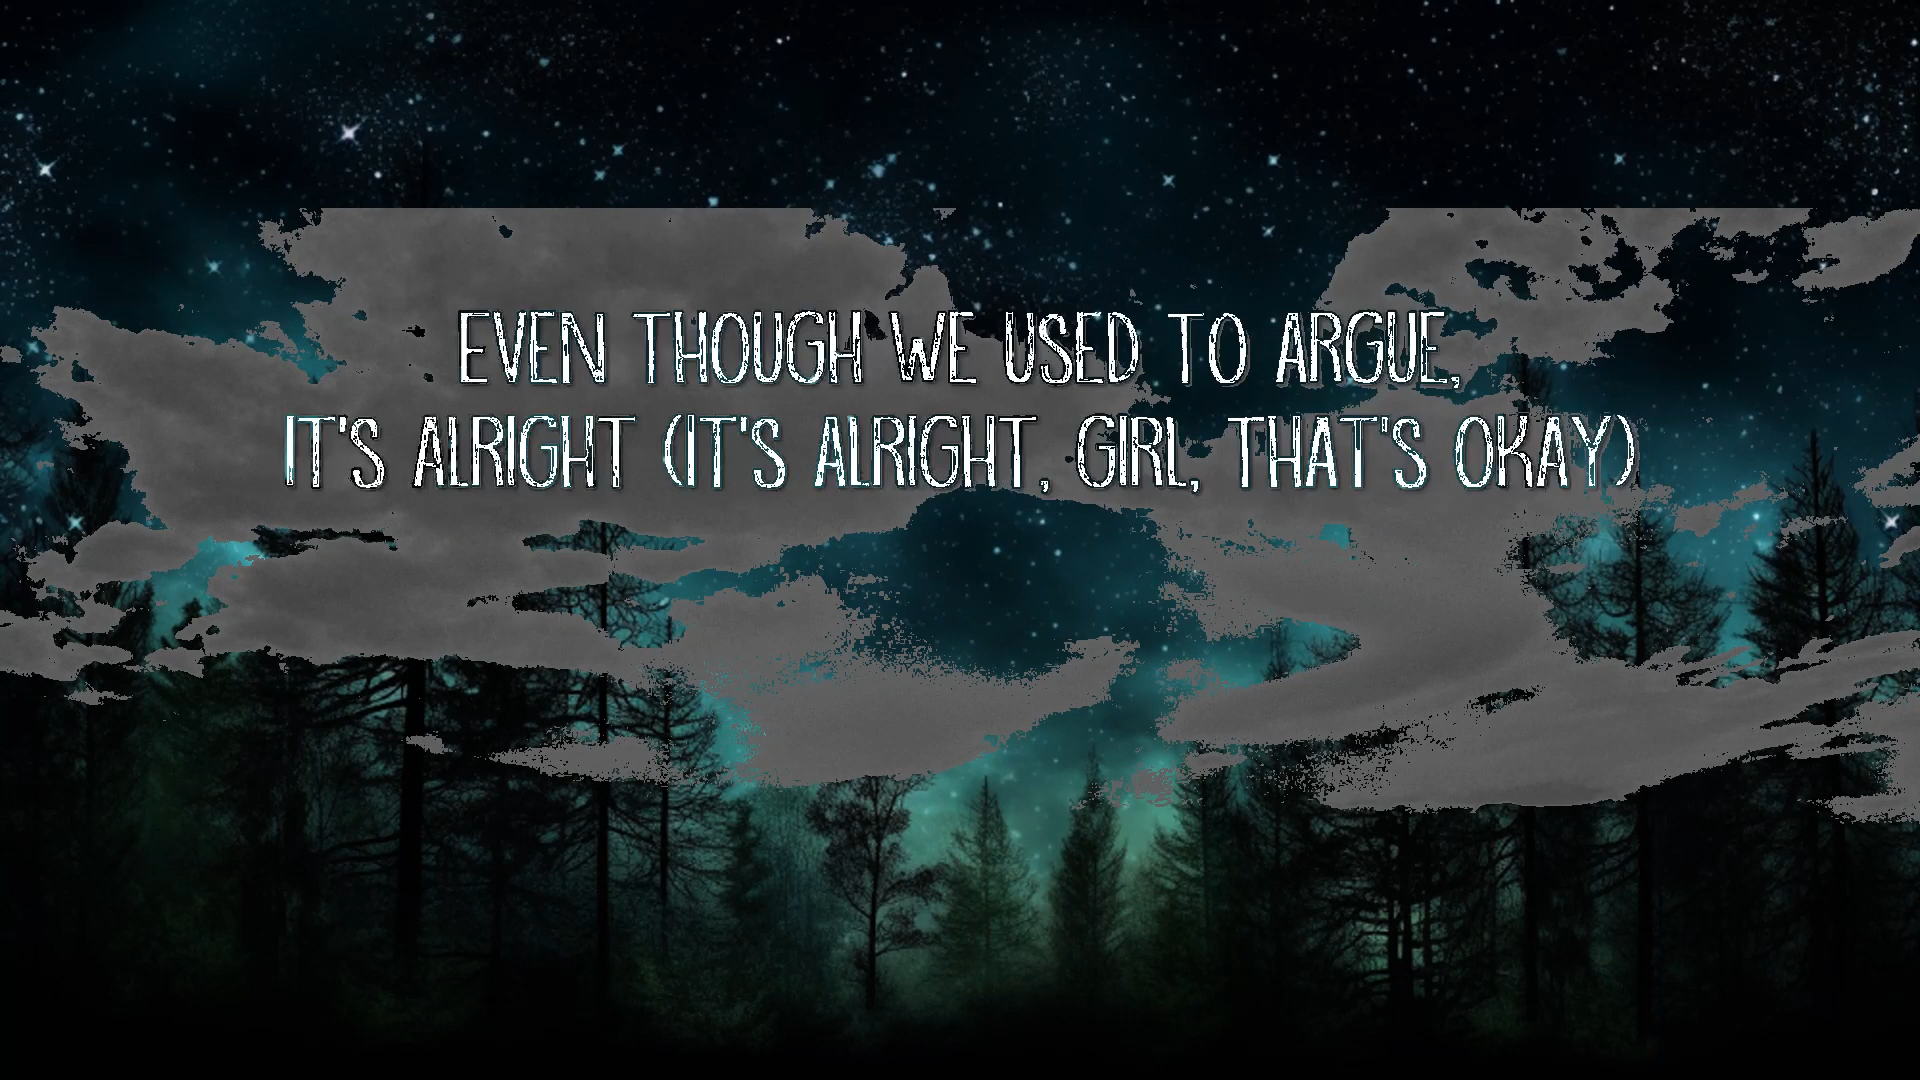 EVEN THOUGH WE USED TO ARGUE,
IT'S ALRIGHT (IT'S ALRIGHT, GIRL, THAT'S OKAY)